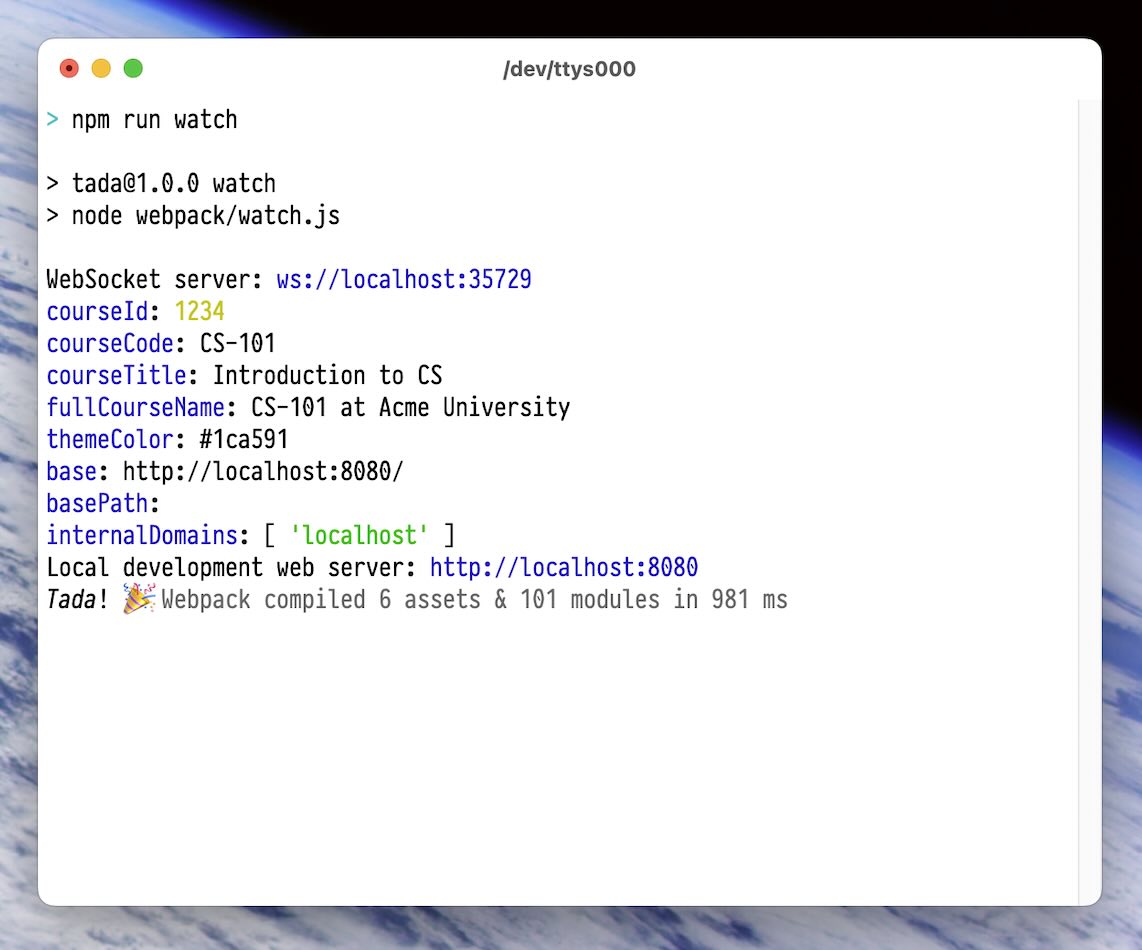 /dev/ttys000
> npm run watch
> tada@1.0.0 watch
> node webpack/watch.js
WebSocket server: ws://localhost:35729
courseId: 1234
courseCode: CS-101
courseTitle: Introduction to CS
fullCourseName: CS-101 at Acme University
themeColor: #1ca591
base: http://localhost:8080/
basePath:
internalDomains: [ 'localhost' ]
Local development web server: http://localhost:8080
Tada! 🎉 Webpack compiled 6 assets & 101 modules in 981 ms